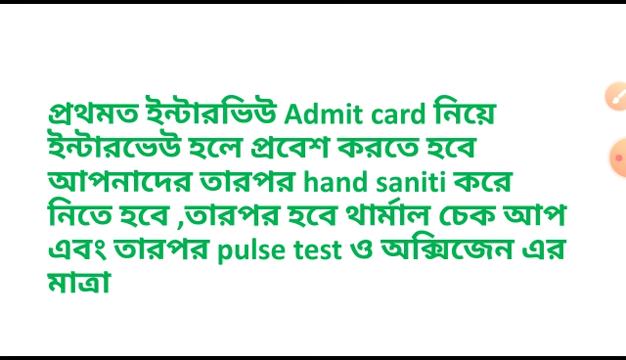 প্রথমত ইন্টারভিউ Admit card নিয়ে
ইন্টারভেউ হলে প্রবেশ করতে হবে
আপনাদের তারপর hand saniti করে
নিতে হবে ,তারপর হবে থার্মাল চেক আপ
এবং তারপর pulse test ও অক্সিজেন এর
মাত্রা